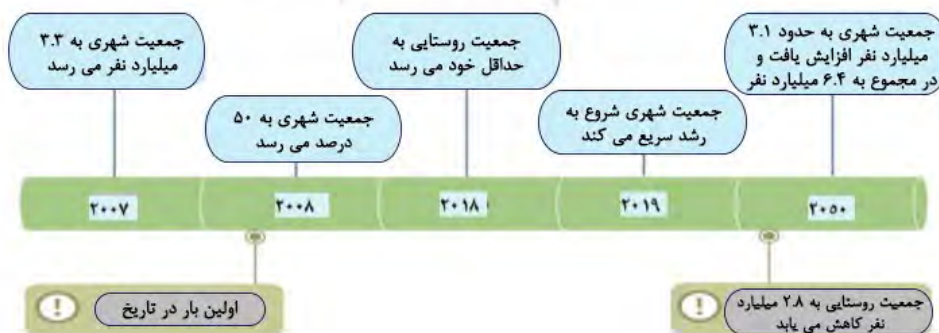 جمعیت شهری به ۳.۳
میلیارد نفر می رسد
جمعیت شهری به ۵۰
درصد می رسد
جمعیت روستایی به
حداقل خود می رسد
جمعیت شهری شروع به
رشد سریع می کند
جمعیت شهری به حدود ۳.۱
میلیارد نفر افزایش یافت و
در مجموع به ۶.۴ میلیارد نفر
۲۰۰۷
۲۰۰۸
۲۰۱۸
۲۰۱۹
۲۰۵۰
اولین بار در تاریخ
جمعیت روستایی به ۲.۸ میلیارد
نفر کاهش می یابد